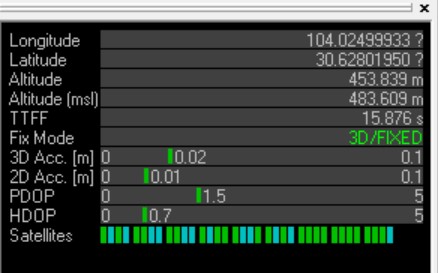 Longitude 104.02499933 ?
Latitude 30.62801950 ?
Altitude 453.839 m
Altitude (msl) 483.609 m
TTFF 15.876 s
Fix Mode 3D/FIXED
3D Acc. [m] 0 0.02 0.1
2D Acc. [m] 0 0.01 0.1
PDOP 0 1.5 5
HDOP 0 0.7 5
Satellites